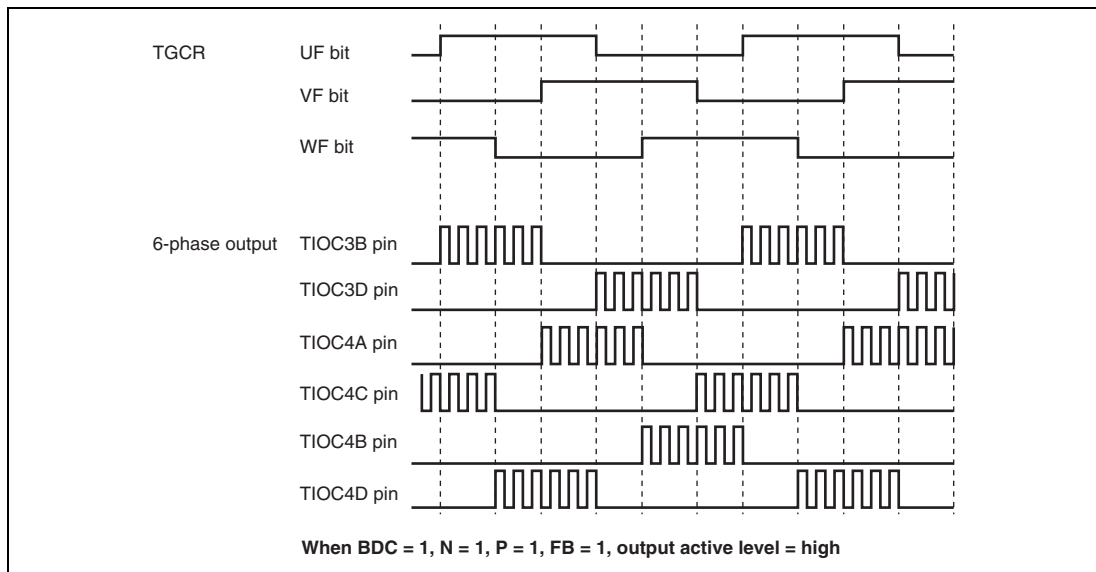 TGCR UF bit
VF bit
WF bit
6-phase output TIOC3B pin
TIOC3D pin
TIOC4A pin
TIOC4C pin
TIOC4B pin
TIOC4D pin
When BDC = 1, N = 1, P = 1, FB = 1, output active level = high